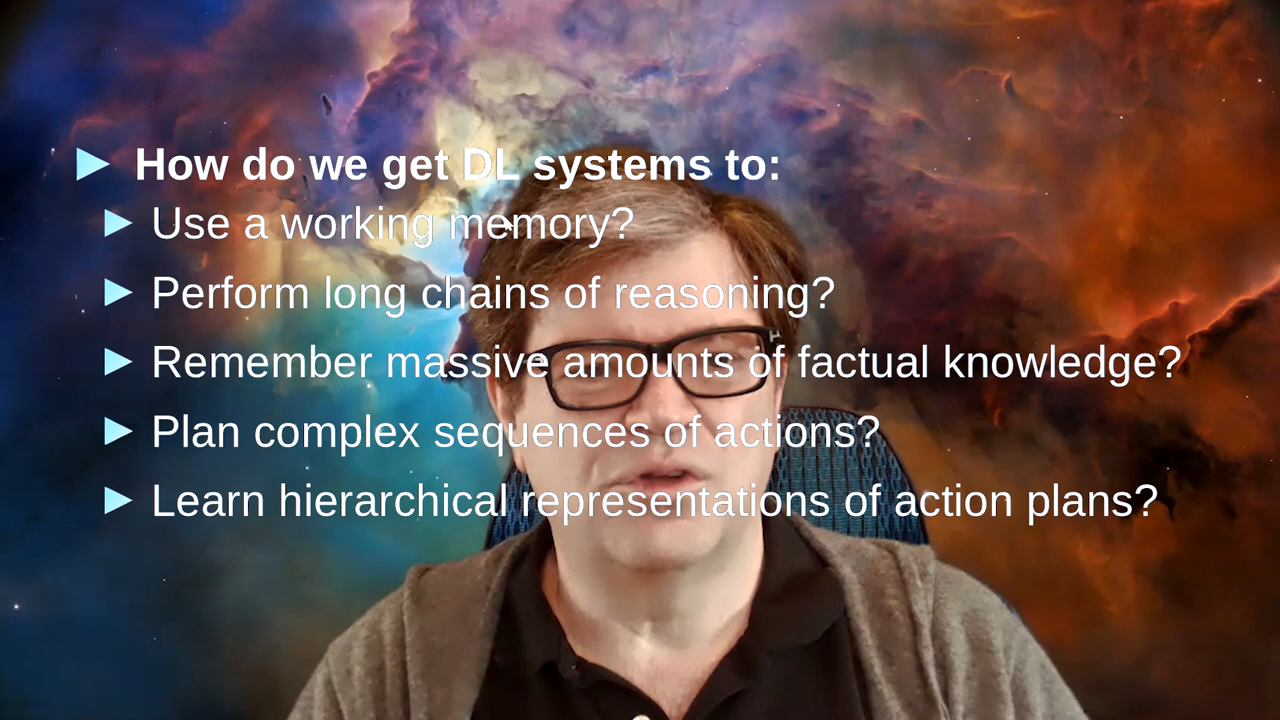 How do we get DL systems to:
Use a working memory?
Perform long chains of reasoning?
Remember massive amounts of factual knowledge?
Plan complex sequences of actions?
Learn hierarchical representations of action plans?